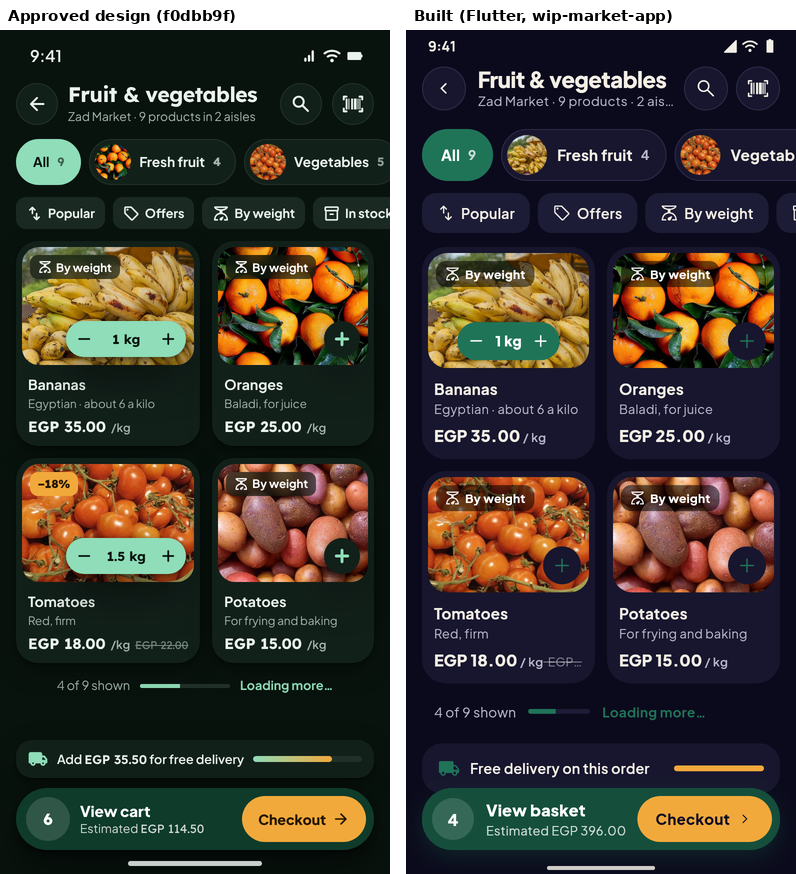 Approved design (f0dbb9f)
9:41
Fruit & vegetables
Zad Market · 9 products in 2 aisles
All 9
Fresh fruit 4
Vegetables 5
Popular
Offers
By weight
In stock
By weight
1 kg
Bananas
Egyptian · about 6 a kilo
EGP 35.00 /kg
By weight
Oranges
Baladi, for juice
EGP 25.00 /kg
−18%
1.5 kg
Tomatoes
Red, firm
EGP 18.00 /kg EGP 22.00
By weight
Potatoes
For frying and baking
EGP 15.00 /kg
4 of 9 shown
Loading more…
Add EGP 35.50 for free delivery
6
View cart
Estimated EGP 114.50
Checkout
Built (Flutter, wip-market-app)
9:41
Fruit & vegetables
Zad Market · 9 products · 2 ais…
All 9
Fresh fruit 4
Vegetab
Popular
Offers
By weight
By weight
1 kg
Bananas
Egyptian · about 6 a kilo
EGP 35.00 / kg
By weight
Oranges
Baladi, for juice
EGP 25.00 / kg
By weight
Tomatoes
Red, firm
EGP 18.00 / kg EGP…
By weight
Potatoes
For frying and baking
EGP 15.00 / kg
4 of 9 shown
Loading more…
Free delivery on this order
4
View basket
Estimated EGP 396.00
Checkout